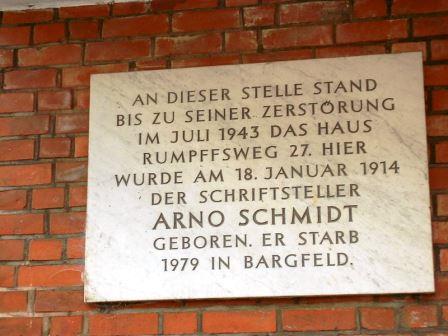 AN DIESER STELLE STAND
BIS ZU SEINER ZERSTÖRUNG
IM JULI 1943 DAS HAUS
RUMPFFSWEG 27. HIER
WURDE AM 18. JANUAR 1914
DER SCHRIFTSTELLER
ARNO SCHMIDT
GEBOREN. ER STARB
1979 IN BARGFELD.